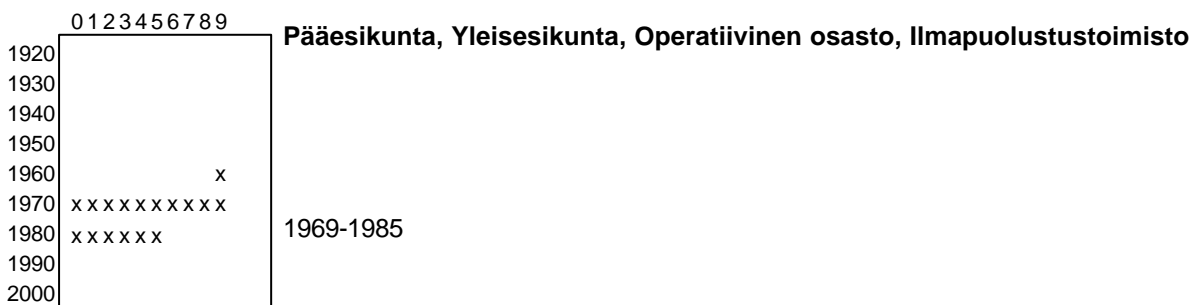 0123456789
Pääesikunta, Yleisesikunta, Operatiivinen osasto, Ilmapuolustustoimisto
1920
1930
1940
1950
1960 x
1970 xxxxxxxxxx
1980 xxxxxx 1969-1985
1990
2000